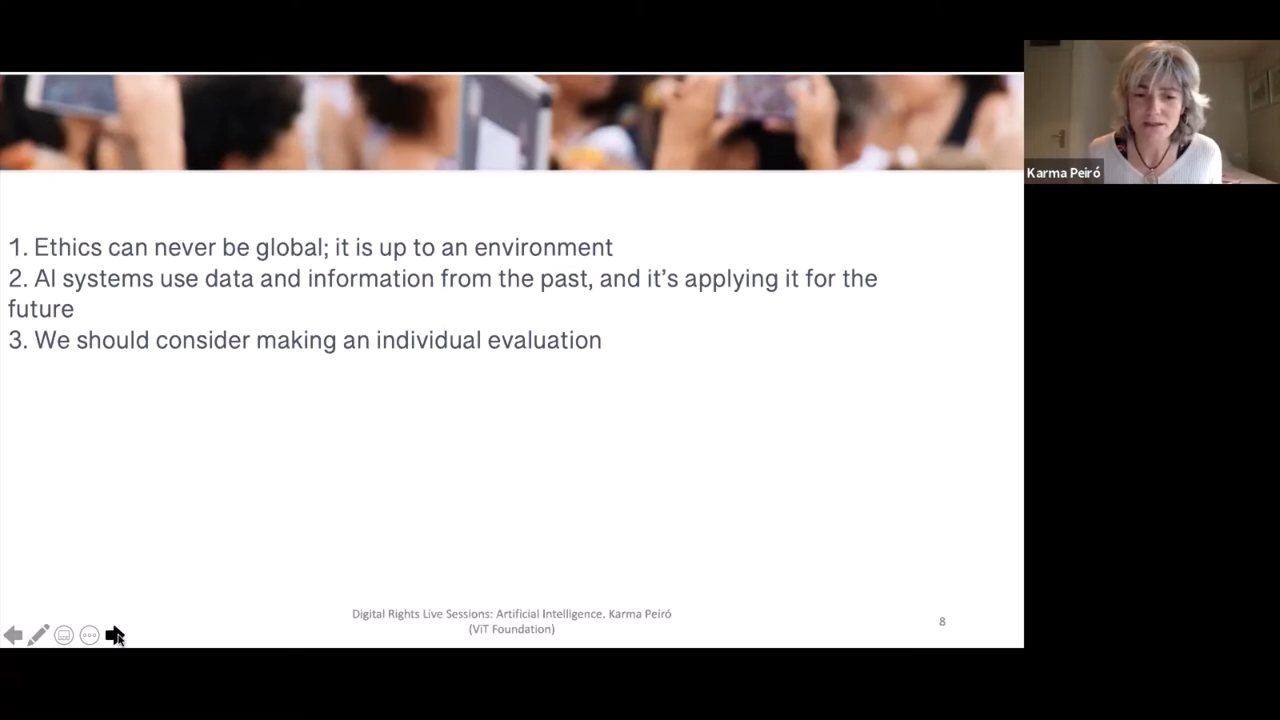 Karma Peiró
1. Ethics can never be global; it is up to an environment
2. AI systems use data and information from the past, and it’s applying it for the
future
3. We should consider making an individual evaluation
Digital Rights Live Sessions: Artificial Intelligence. Karma Peiró
(ViT Foundation)
8